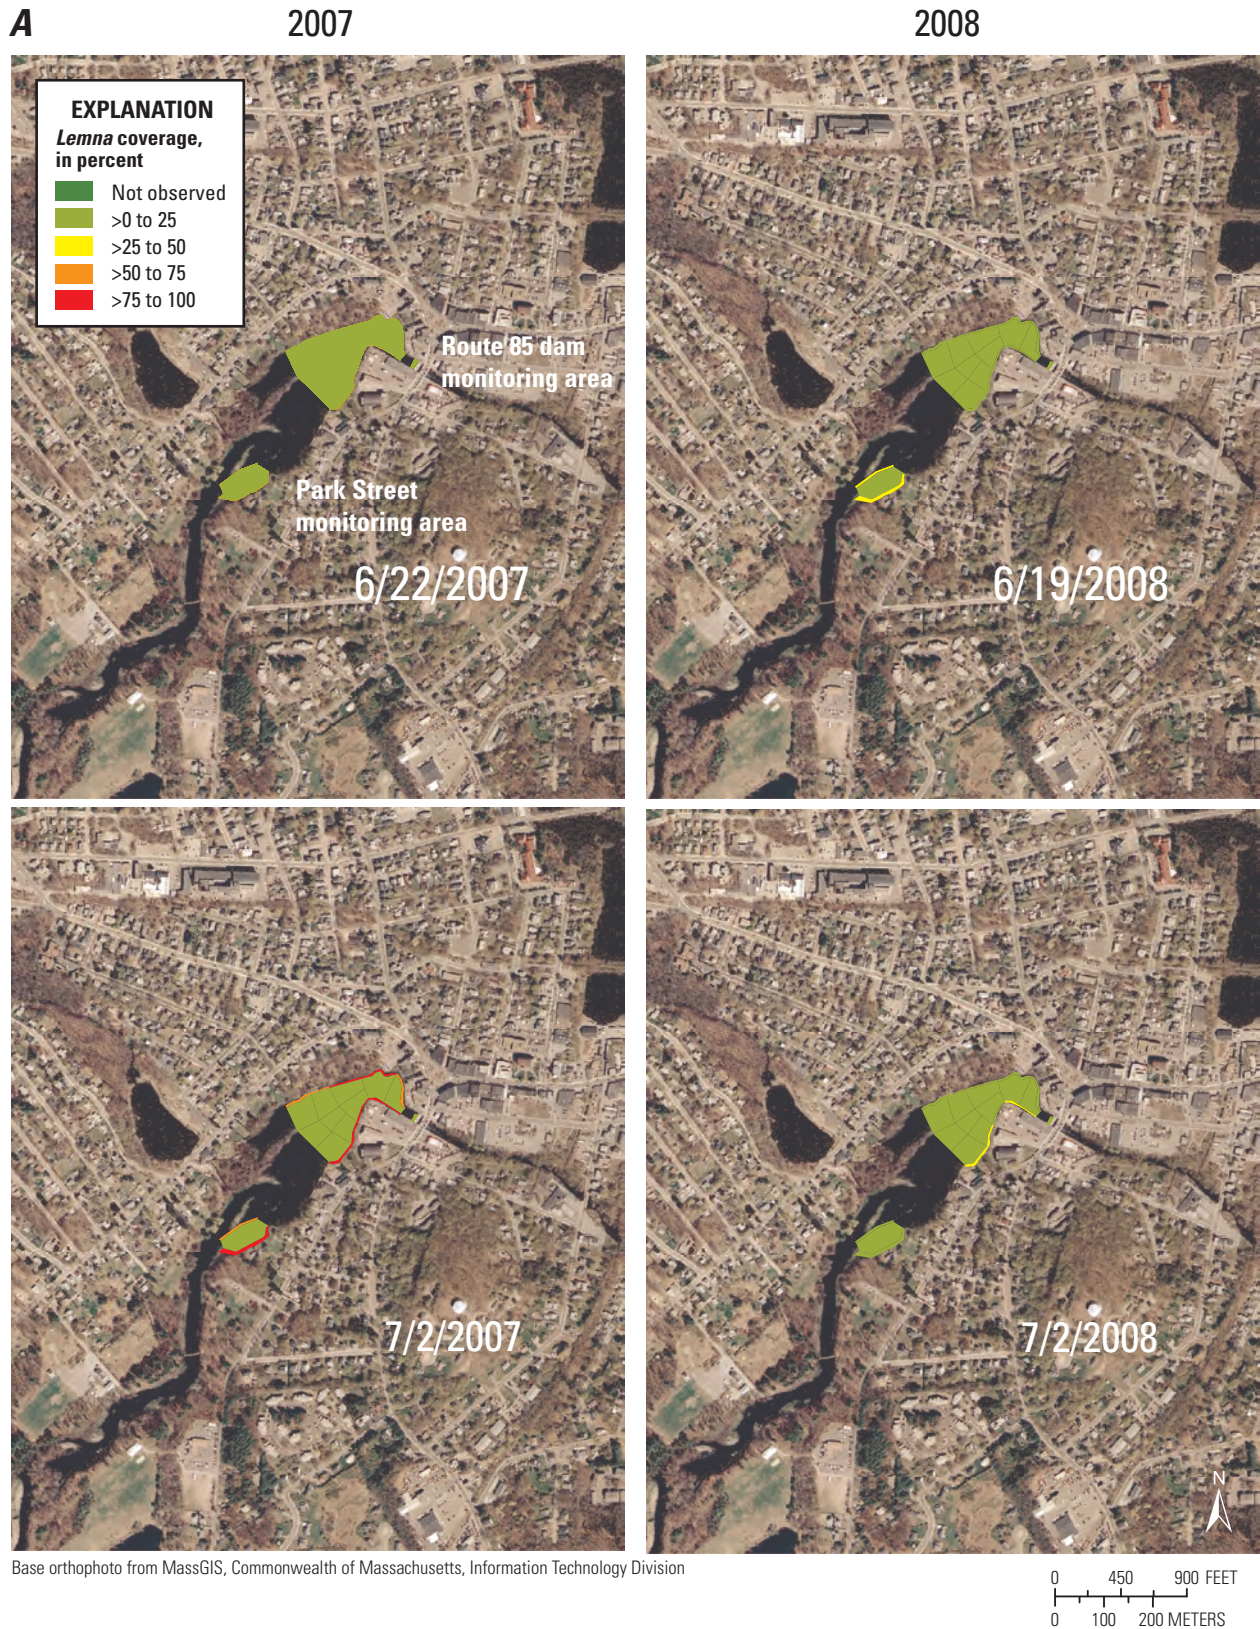 A
2007
2008
EXPLANATION
Lemna coverage,
in percent
Not observed
>0 to 25
>25 to 50
>50 to 75
>75 to 100
Route 85 dam
monitoring area
Park Street
monitoring area
6/22/2007
6/19/2008
7/2/2007
7/2/2008
N
Base orthophoto from MassGIS, Commonwealth of Massachusetts, Information Technology Division
0 450 900 FEET
0 100 200 METERS